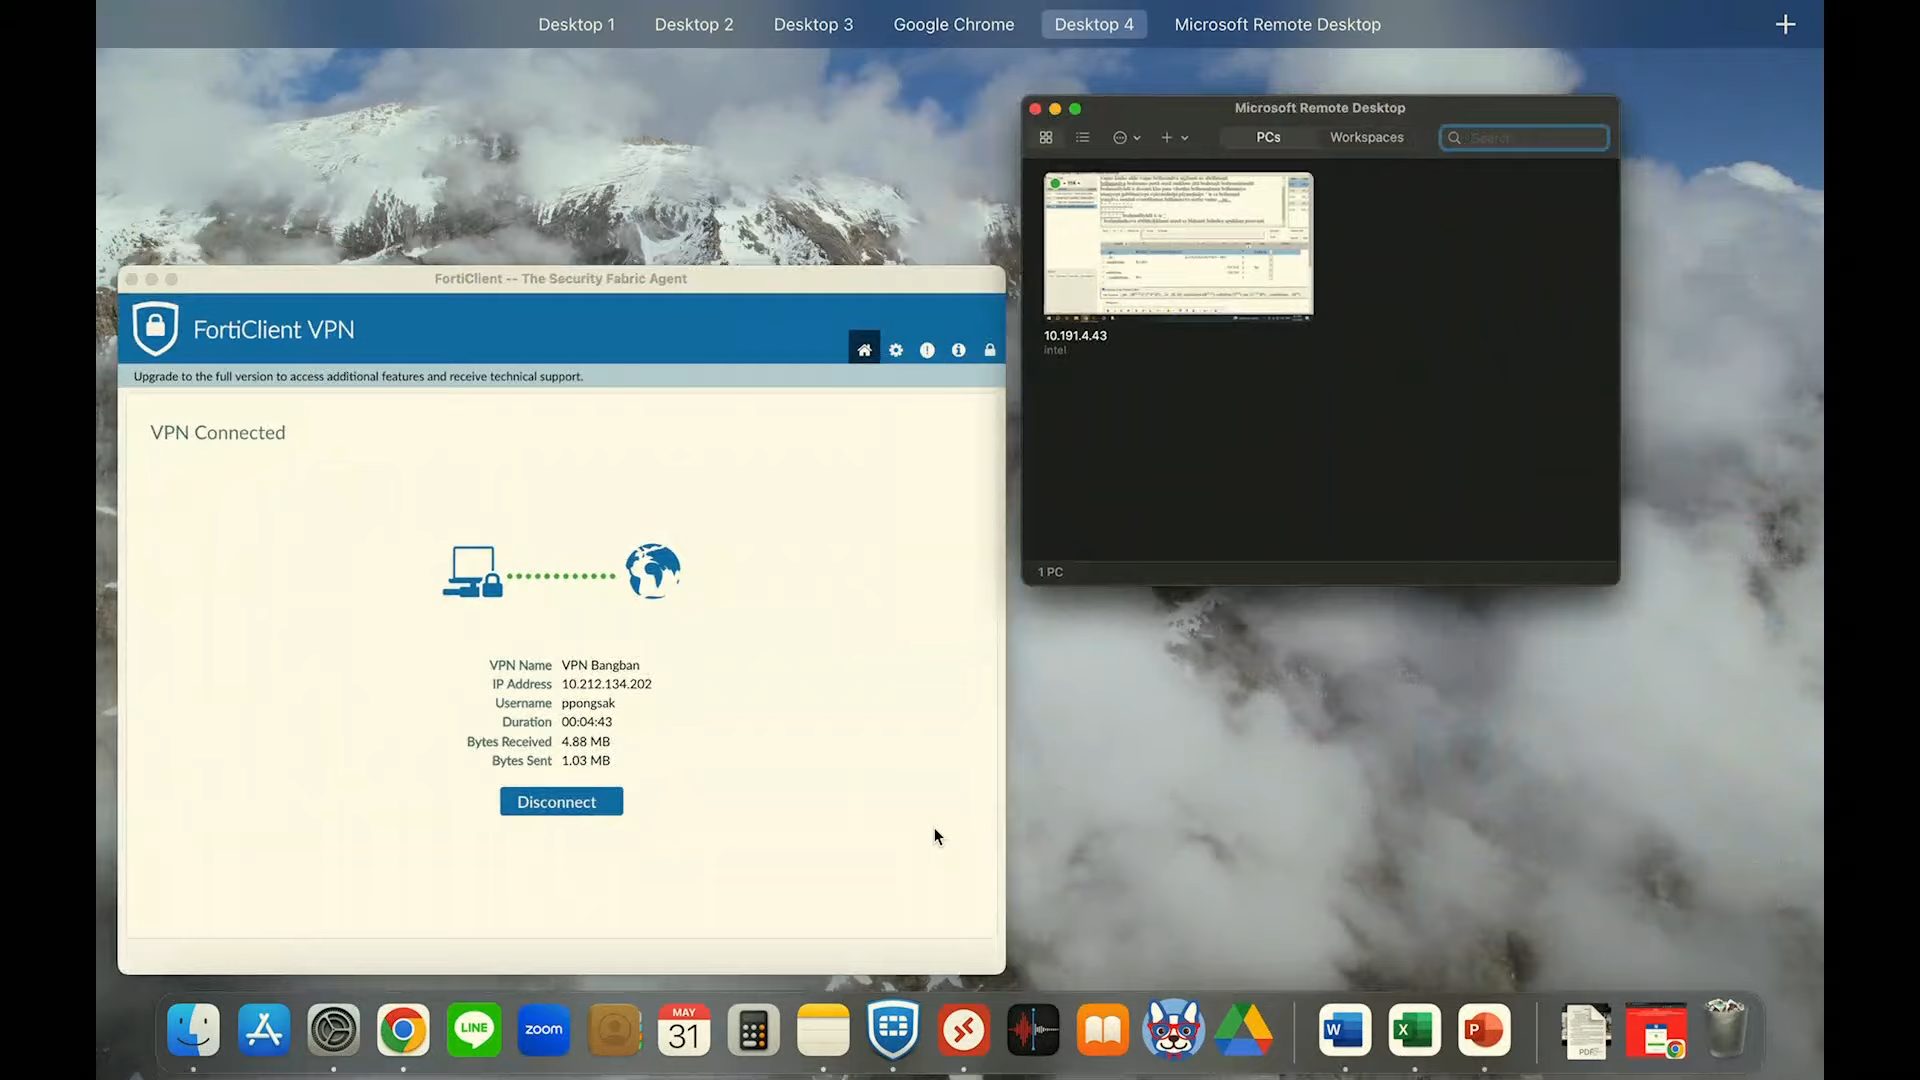 Desktop 1
Desktop 2
Desktop 3
Google Chrome
Desktop 4
Microsoft Remote Desktop
Microsoft Remote Desktop
PCs
Workspaces
Search
10.191.4.43
intel
1 PC
FortiClient -- The Security Fabric Agent
FortiClient VPN
Upgrade to the full version to access additional features and receive technical support.
VPN Connected
VPN Name VPN Bangban
IP Address 10.212.134.202
Username ppongsak
Duration 00:04:43
Bytes Received 4.88 MB
Bytes Sent 1.03 MB
Disconnect
LINE
zoom
MAY
31
W
X
P
PDF